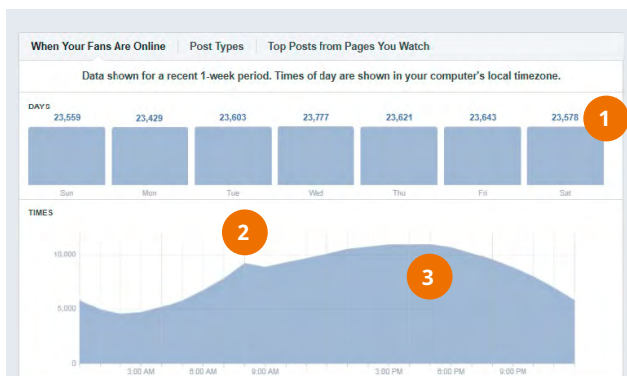 When Your Fans Are Online Post Types Top Posts from Pages You Watch
Data shown for a recent 1-week period. Times of day are shown in your computer's local timezone.
DAYS
23,559 23,429 23,603 23,777 23,621 23,643 23,578 1
Sun Mon Tue Wed Thu Fri Sat
TIMES
2
10,000
3
5,000
0
3:00 AM 6:00 AM 9:00 AM 3:00 PM 6:00 PM 9:00 PM